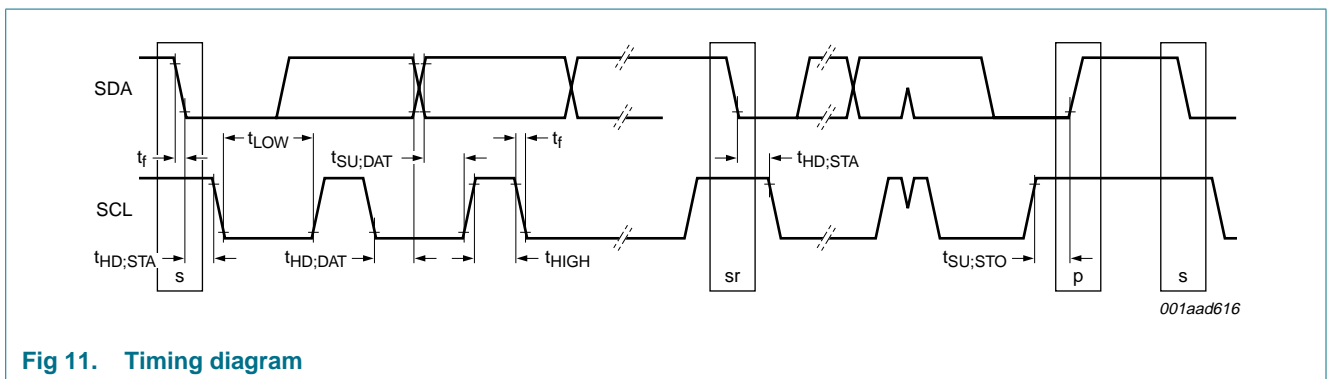 SDA
t_LOW
t_f
t_SU;DAT
t_f
t_HD;STA
SCL
t_HD;STA
s
t_HD;DAT
t_HIGH
sr
t_SU;STO
p
s
001aad616
Fig 11. Timing diagram